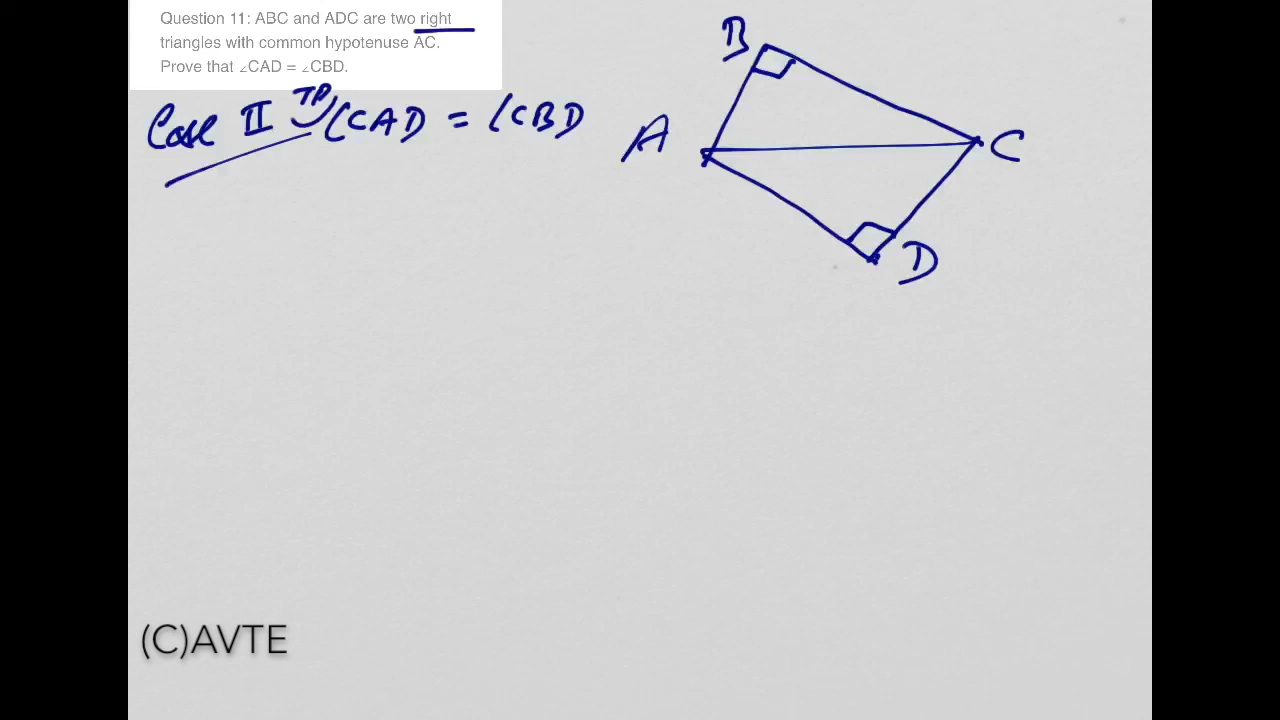 Question 11: ABC and ADC are two right
triangles with common hypotenuse AC.
Prove that ∠CAD = ∠CBD.
Case II TP ∠CAD = ∠CBD
B
A
C
D
(C)AVTE